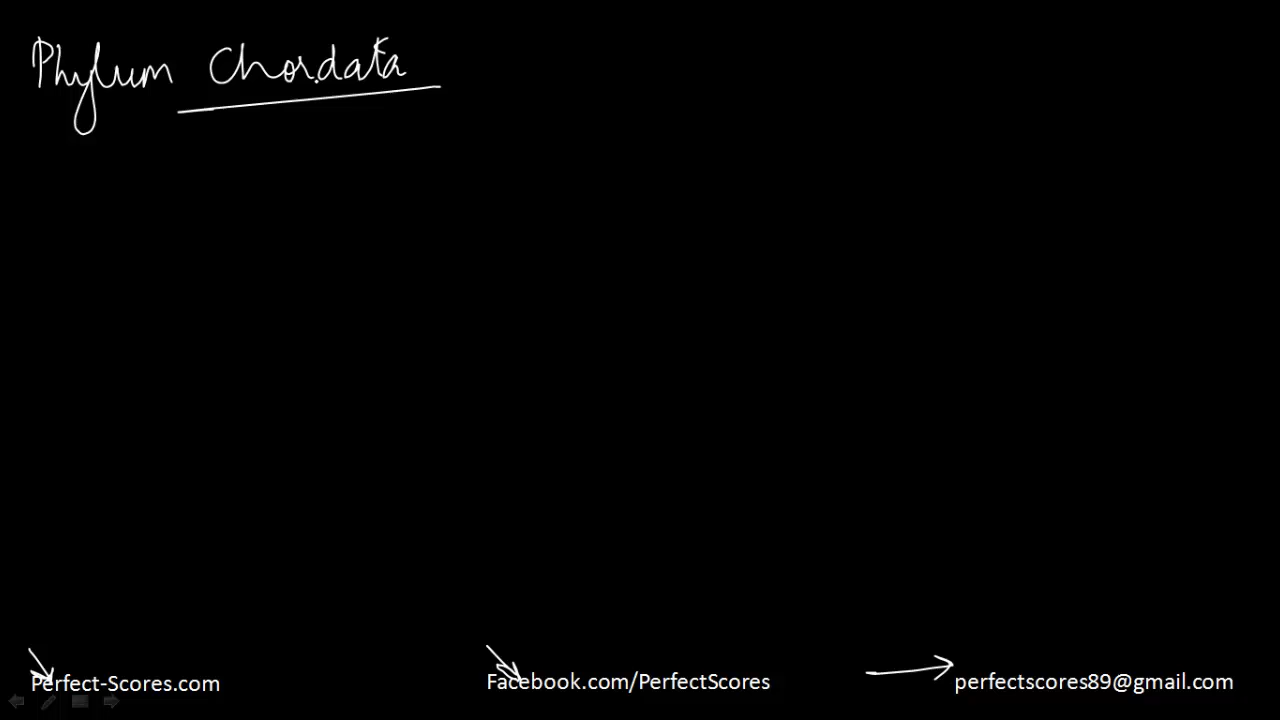 Phylum Chordata
Perfect-Scores.com
Facebook.com/PerfectScores
perfectscores89@gmail.com